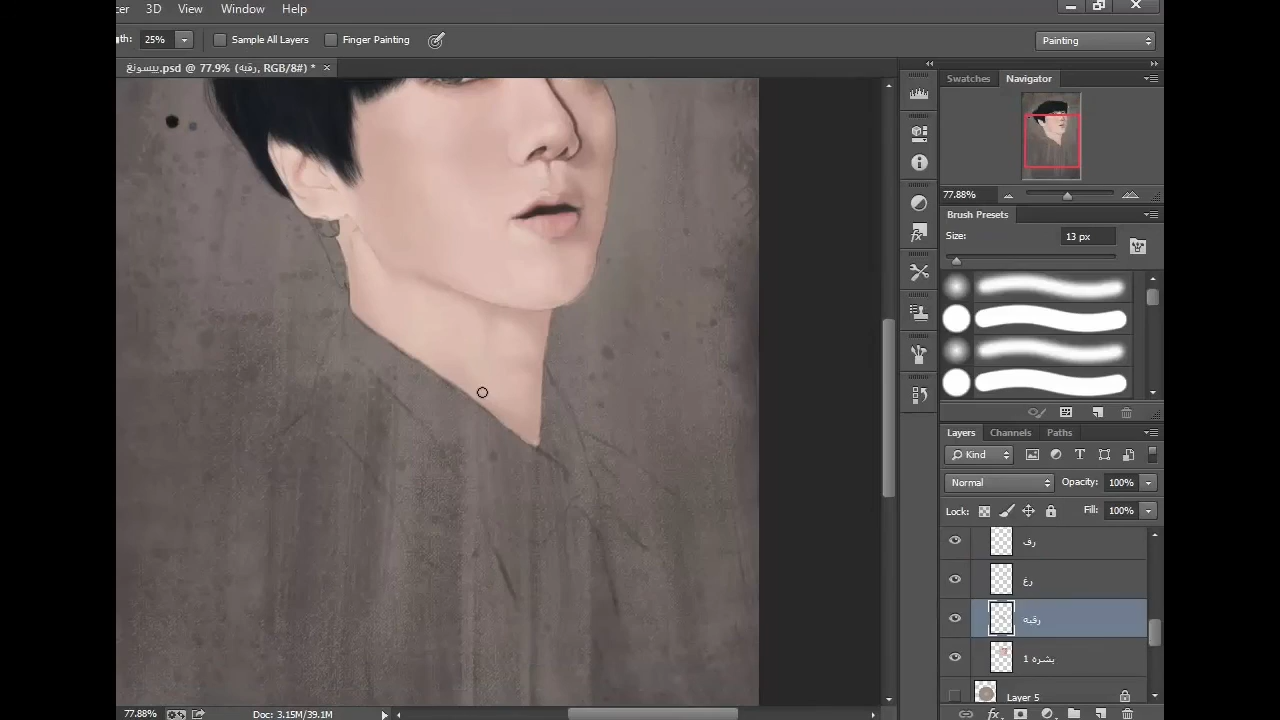 3D View Window Help
25% Sample All Layers Finger Painting Painting
بيسونغ.psd @ 77.9% (رقبه, RGB/8#) * ×
Swatches Navigator
77.88%
Brush Presets
Size: 13 px
Layers Channels Paths
Kind
Normal Opacity: 100%
Lock: Fill: 100%
رف
رغ
رقبه
بشره 1
Layer 5
77.88% Doc: 3.15M/39.1M